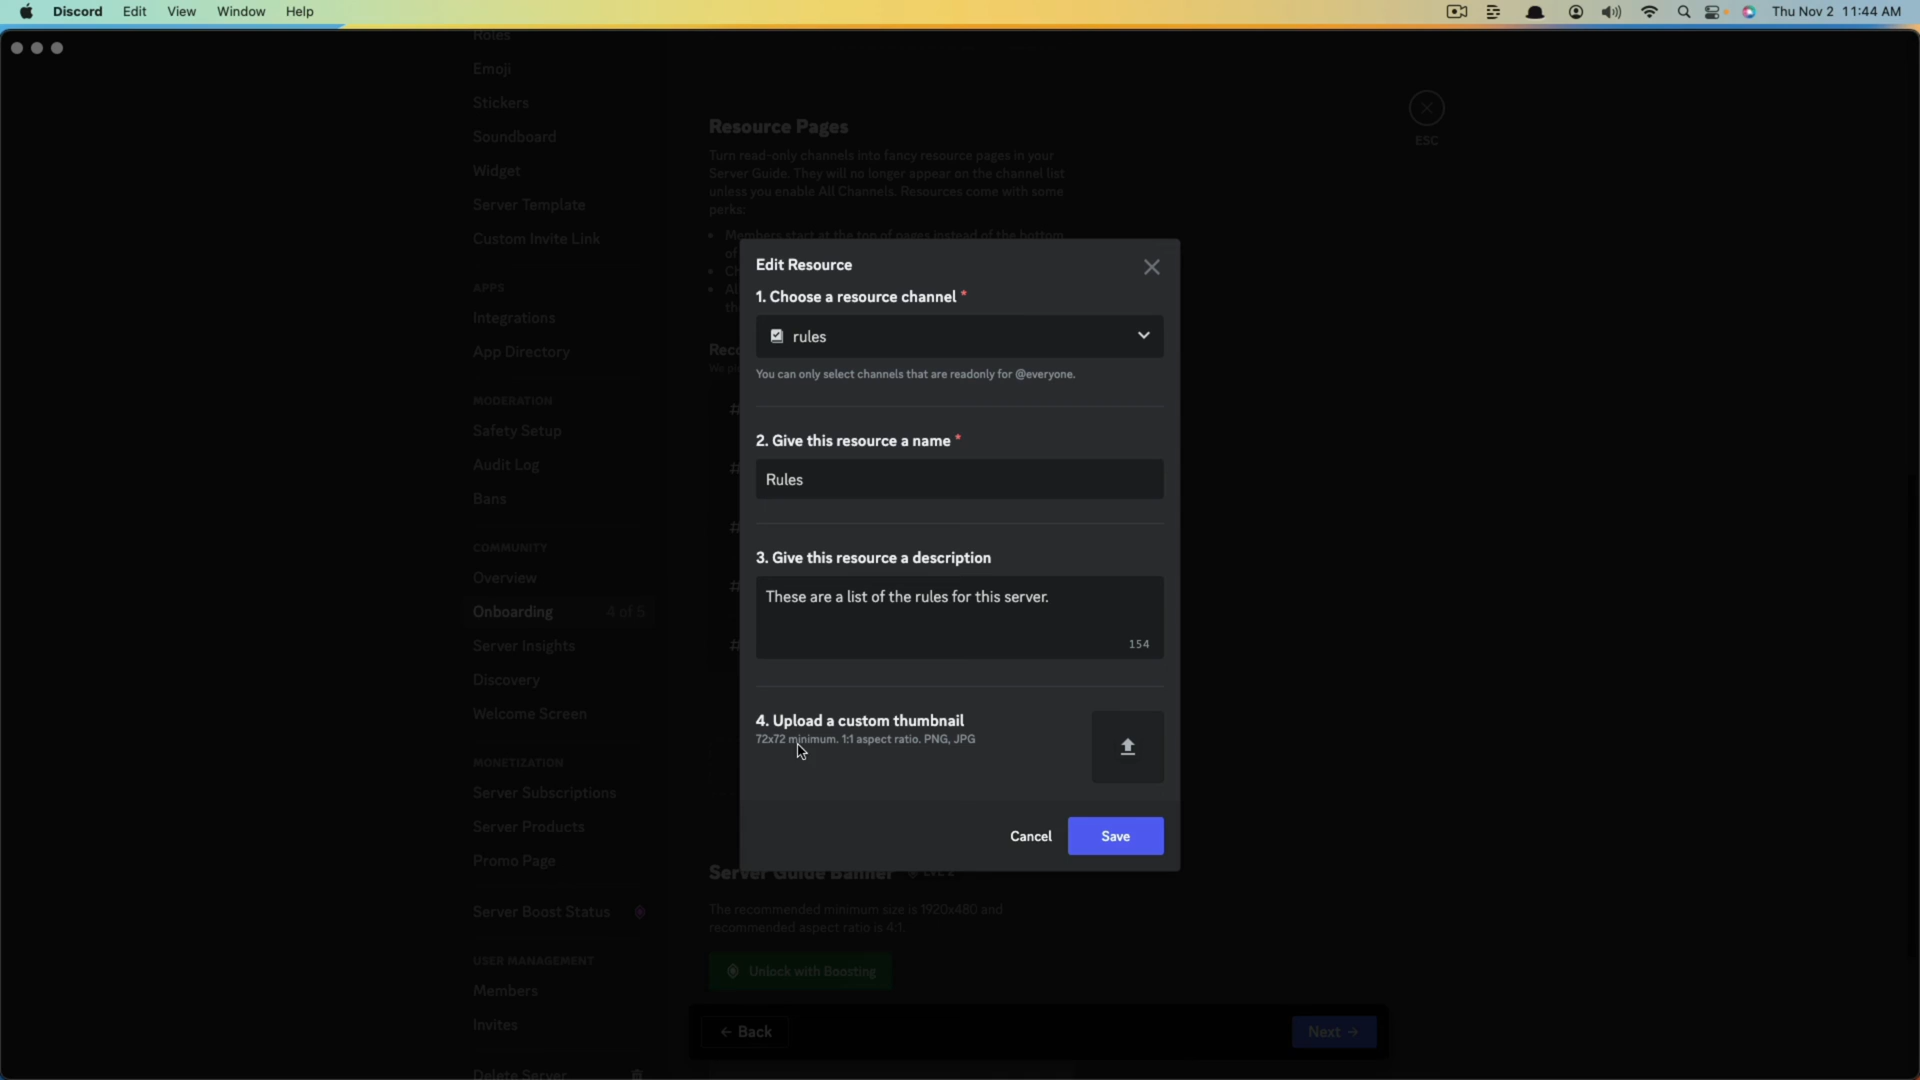 Discord Edit View Window Help
Thu Nov 2 11:44 AM
Roles
Emoji
Stickers
Soundboard
Widget
Server Template
Custom Invite Link
APPS
Integrations
App Directory
MODERATION
Safety Setup
Audit Log
Bans
COMMUNITY
Overview
Onboarding 4 of 5
Server Insights
Discovery
Welcome Screen
MONETIZATION
Server Subscriptions
Server Products
Promo Page
Server Boost Status
USER MANAGEMENT
Members
Invites
Delete Server
Resource Pages
Turn read-only channels into fancy resource pages in your
Server Guide. They will no longer appear on the channel list
unless you enable All Channels. Resources come with some
perks:
Members start at the top of pages instead of the bottom
ESC
Edit Resource
1. Choose a resource channel *
rules
You can only select channels that are readonly for @everyone.
2. Give this resource a name *
Rules
3. Give this resource a description
These are a list of the rules for this server.
154
4. Upload a custom thumbnail
72x72 minimum. 1:1 aspect ratio. PNG, JPG
Cancel Save
Server Guide Banner
The recommended minimum size is 1920x480 and
recommended aspect ratio is 4:1.
Unlock with Boosting
← Back Next →